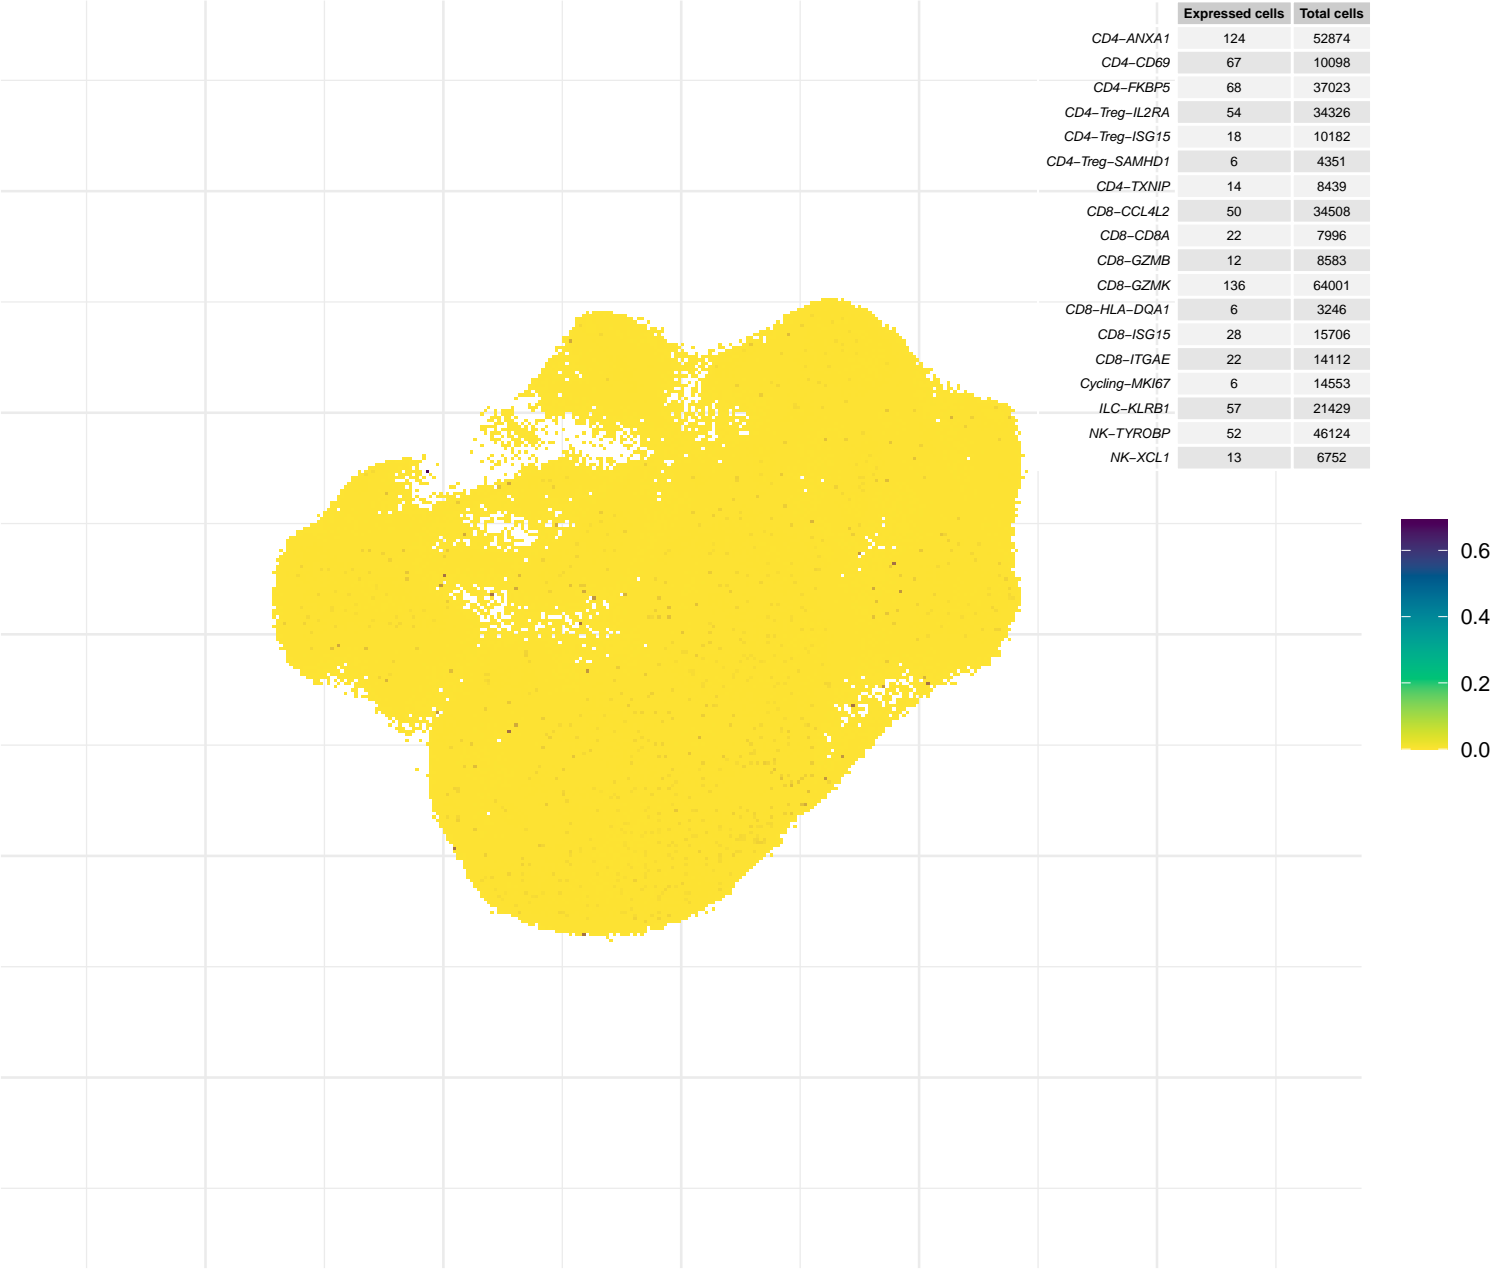 Expressed cells Total cells
CD4−ANXA1 124 52874
CD4−CD69 67 10098
CD4−FKBP5 68 37023
CD4−Treg−IL2RA 54 34326
CD4−Treg−ISG15 18 10182
CD4−Treg−SAMHD1 6 4351
CD4−TXNIP 14 8439
CD8−CCL4L2 50 34508
CD8−CD8A 22 7996
CD8−GZMB 12 8583
CD8−GZMK 136 64001
CD8−HLA−DQA1 6 3246
CD8−ISG15 28 15706
CD8−ITGAE 22 14112
Cycling−MKI67 6 14553
ILC−KLRB1 57 21429
NK−TYROBP 52 46124
NK−XCL1 13 6752
0.6
0.4
0.2
0.0